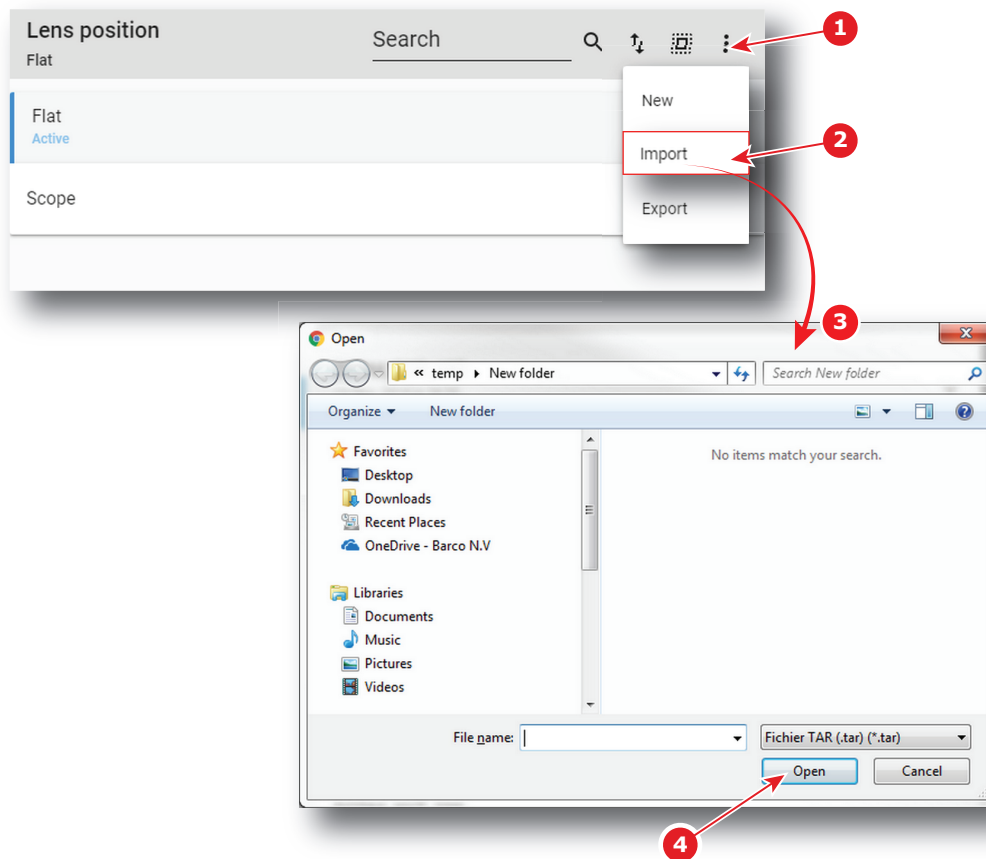 Lens position
Flat
Search
1
Flat
Active
New
Import
2
Scope
Export
3
Open
« temp ▸ New folder
Search New folder
Organize
New folder
Favorites
No items match your search.
Desktop
Downloads
Recent Places
OneDrive - Barco N.V
Libraries
Documents
Music
Pictures
Videos
File name:
Fichier TAR (.tar) (*.tar)
Open
Cancel
4